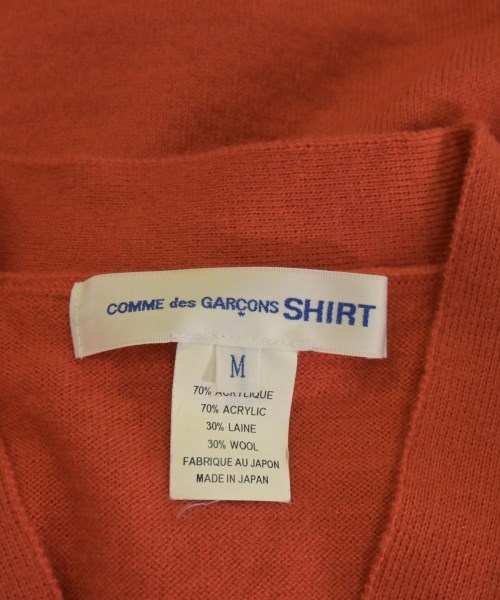 COMME des GARÇONS SHIRT
M
70% ACRYLIQUE
70% ACRYLIC
30% LAINE
30% WOOL
FABRIQUE AU JAPON
MADE IN JAPAN